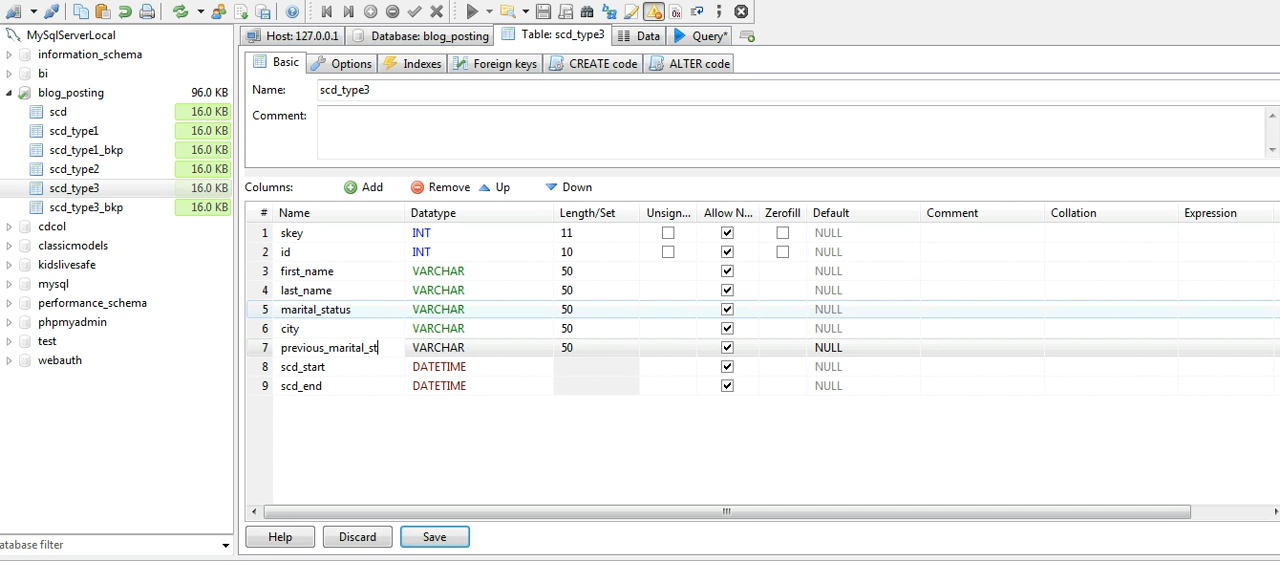 MySqlServerLocal
information_schema
bi
blog_posting 96.0 KB
scd 16.0 KB
scd_type1 16.0 KB
scd_type1_bkp 16.0 KB
scd_type2 16.0 KB
scd_type3 16.0 KB
scd_type3_bkp 16.0 KB
cdcol
classicmodels
kidslivesafe
mysql
performance_schema
phpmyadmin
test
webauth
atabase filter
Host: 127.0.0.1 Database: blog_posting Table: scd_type3 Data Query*
Basic Options Indexes Foreign keys CREATE code ALTER code
Name: scd_type3
Comment:
Columns: Add Remove Up Down
# Name Datatype Length/Set Unsign... Allow N... Zerofill Default Comment Collation Expression
1 skey INT 11 NULL
2 id INT 10 NULL
3 first_name VARCHAR 50 NULL
4 last_name VARCHAR 50 NULL
5 marital_status VARCHAR 50 NULL
6 city VARCHAR 50 NULL
7 previous_marital_st VARCHAR 50 NULL
8 scd_start DATETIME NULL
9 scd_end DATETIME NULL
Help Discard Save